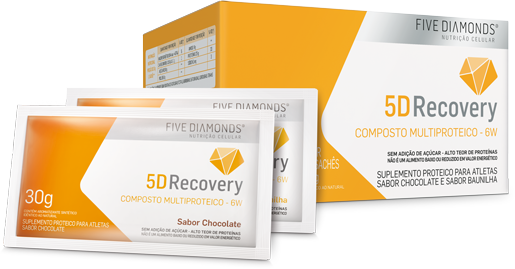 FIVE DIAMONDS®
NUTRIÇÃO CELULAR
5D Recovery
COMPOSTO MULTIPROTEICO - 6W
SEM ADIÇÃO DE AÇUCAR - ALTO TEOR DE PROTEÍNAS
NÃO É UM ALIMENTO BAIXO OU REDUZIDO EM VALOR ENERGÉTICO
SUPLEMENTO PROTEICO PARA ATLETAS
SABOR CHOCOLATE E SABOR BAUNILHA
FIVE DIAMONDS®
NUTRIÇÃO CELULAR
5D Recovery
COMPOSTO MULTIPROTEICO - 6W
30g
SUPLEMENTO PROTEICO PARA ATLETAS
SABOR CHOCOLATE
Sabor Chocolate
SEM ADIÇÃO DE AÇUCAR - ALTO TEOR DE PROTEÍNAS
NÃO É UM ALIMENTO BAIXO OU REDUZIDO EM VALOR ENERGÉTICO